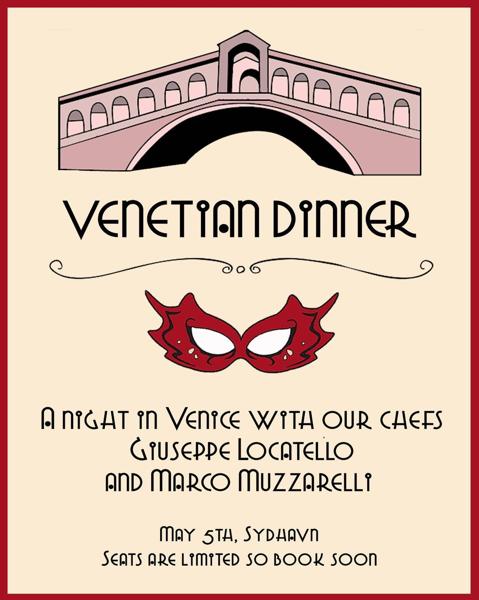 Venetian Dinner
A night in Venice with our chefs
Giuseppe Locatello
and Marco Muzzarelli
May 5th, Sydhavn
Seats are limited so book soon